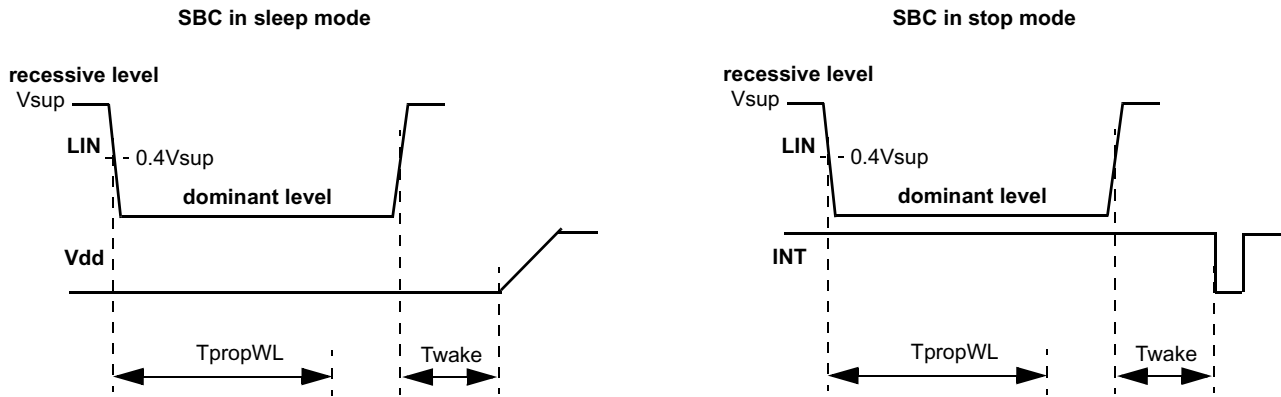 SBC in sleep mode
recessive level
Vsup
LIN
0.4Vsup
dominant level
Vdd
TpropWL
Twake
SBC in stop mode
recessive level
Vsup
LIN
0.4Vsup
dominant level
INT
TpropWL
Twake